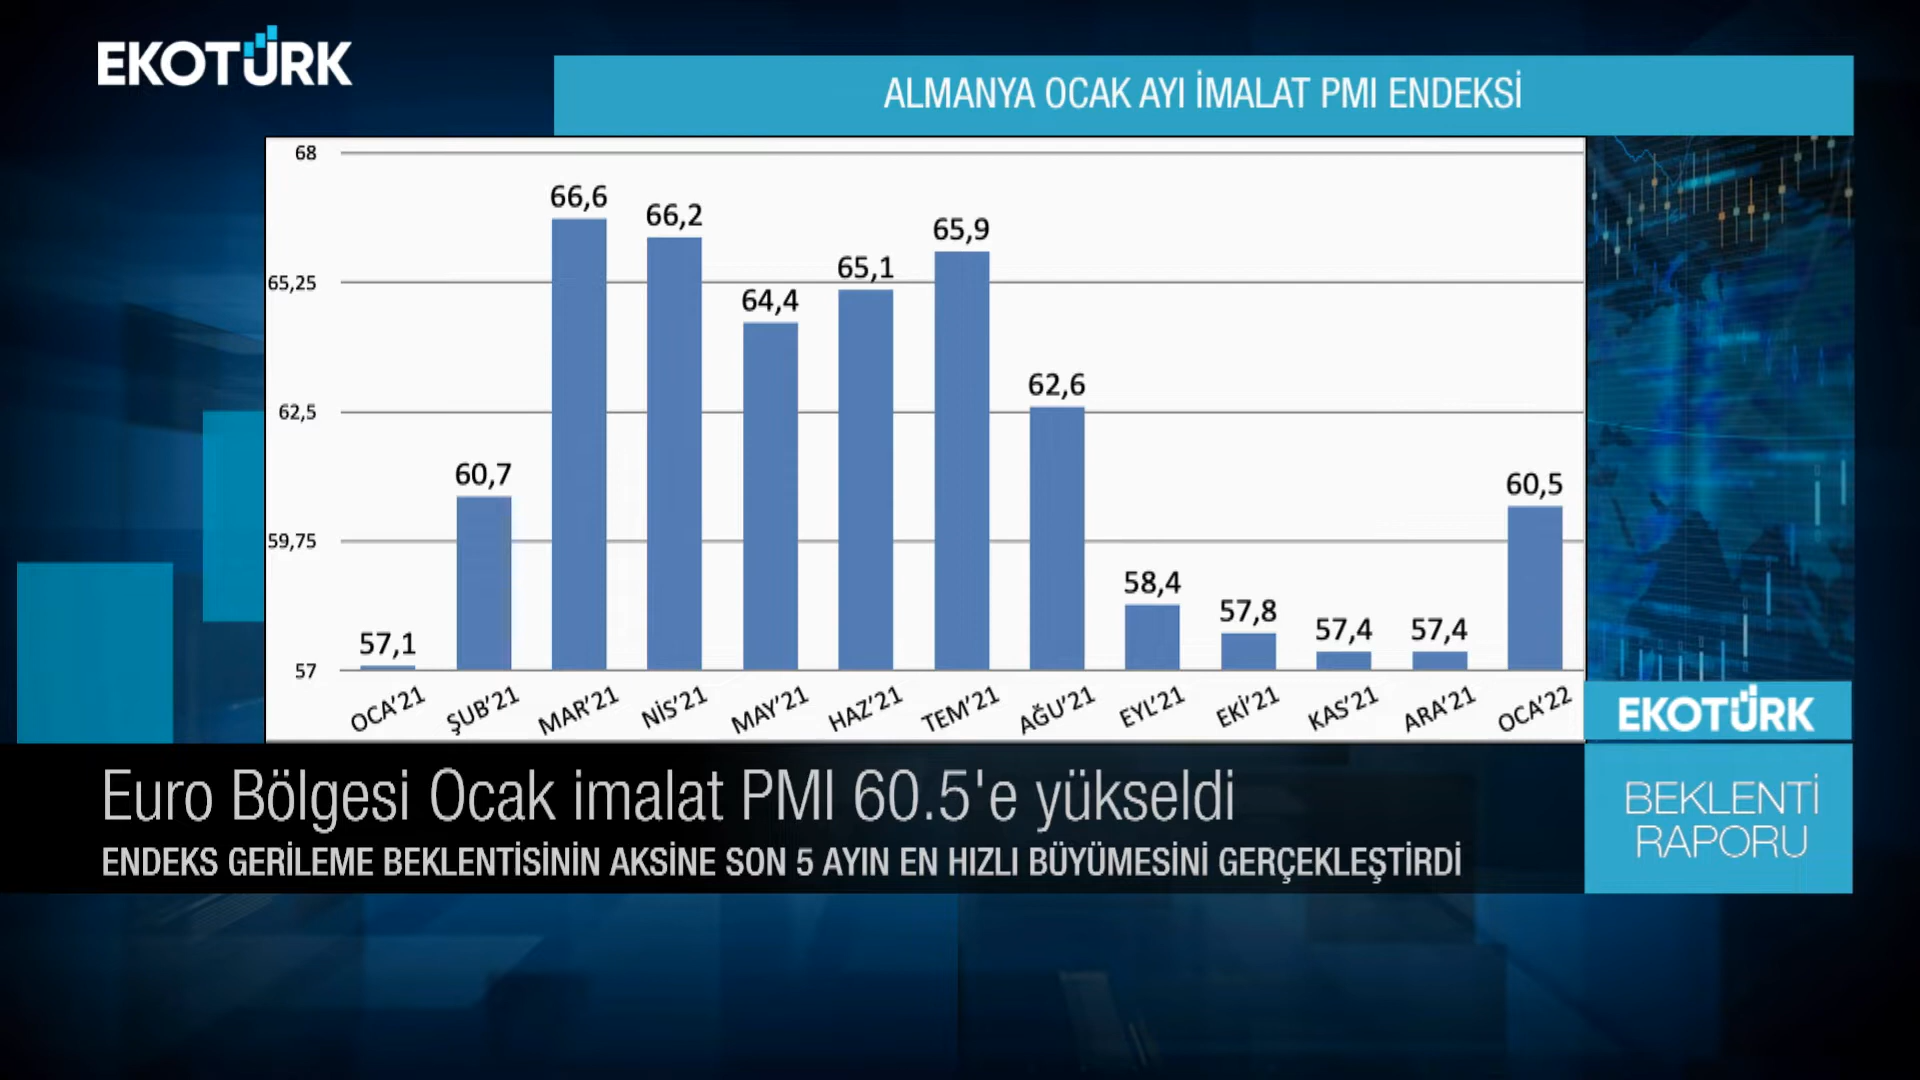 EKOTÜRK
ALMANYA OCAK AYI İMALAT PMI ENDEKSİ
68
65,25
62,5
59,75
57
57,1
60,7
66,6
66,2
64,4
65,1
65,9
62,6
58,4
57,8
57,4
57,4
60,5
OCA'21
ŞUB'21
MAR'21
NİS'21
MAY'21
HAZ'21
TEM'21
AĞU'21
EYL'21
EKİ'21
KAS'21
ARA'21
OCA'22
EKOTÜRK
Euro Bölgesi Ocak imalat PMI 60.5'e yükseldi
ENDEKS GERİLEME BEKLENTİSİNİN AKSİNE SON 5 AYIN EN HIZLI BÜYÜMESİNİ GERÇEKLEŞTİRDİ
BEKLENTİ
RAPORU